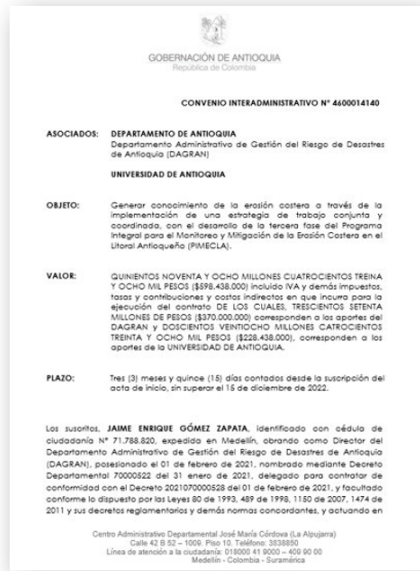 GOBERNACIÓN DE ANTIOQUIA
República de Colombia
CONVENIO INTERADMINISTRATIVO N° 4600014140
ASOCIADOS: DEPARTAMENTO DE ANTIOQUIA
Departamento Administrativo de Gestión del Riesgo de Desastres
de Antioquia (DAGRAN)
UNIVERSIDAD DE ANTIOQUIA
OBJETO: Generar conocimiento de la erosión costera a través de la
implementación de una estrategia de trabajo conjunta y
coordinada, con el desarrollo de la tercera fase del Programa
Integral para el Monitoreo y Mitigación de la Erosión Costera en el
Litoral Antioqueño (PIMECLA).
VALOR: QUINIENTOS NOVENTA Y OCHO MILLONES CUATROCIENTOS TREINA
Y OCHO MIL PESOS ($598.438.000) incluido IVA y demás impuestos,
tasas y contribuciones y costos indirectos en que incurra para la
ejecución del contrato DE LOS CUALES, TRESCIENTOS SETENTA
MILLONES DE PESOS ($370.000.000) corresponden a los aportes del
DAGRAN y DOSCIENTOS VEINTIOCHO MILLONES CATROCIENTOS
TREINTA Y OCHO MIL PESOS ($228.438.000), corresponden a los
aportes de la UNIVERSIDAD DE ANTIOQUIA.
PLAZO: Tres (3) meses y quince (15) días contados desde la suscripción del
acta de inicio, sin superar el 15 de diciembre de 2022.
Los suscritos, JAIME ENRIQUE GÓMEZ ZAPATA, identificado con cédula de
ciudadanía N° 71.788.820, expedida en Medellín, obrando como Director del
Departamento Administrativo de Gestión del Riesgo de Desastres de Antioquia
(DAGRAN), posesionado el 01 de febrero de 2021, nombrado mediante Decreto
Departamental 70000522 del 31 de enero de 2021, delegado para contratar de
conformidad con el Decreto 2021070000528 del 01 de febrero de 2021, y facultado
conforme lo dispuesto por las Leyes 80 de 1993, 489 de 1998, 1150 de 2007, 1474 de
2011 y sus decretos reglamentarios y demás normas concordantes, y actuando en
Centro Administrativo Departamental José María Córdova (La Alpujarra)
Calle 42 B 52 – 1009. Piso 10. Teléfono: 3838850
Línea de atención a la ciudadanía: 018000 41 9000 – 409 90 00
Medellín - Colombia - Suramérica